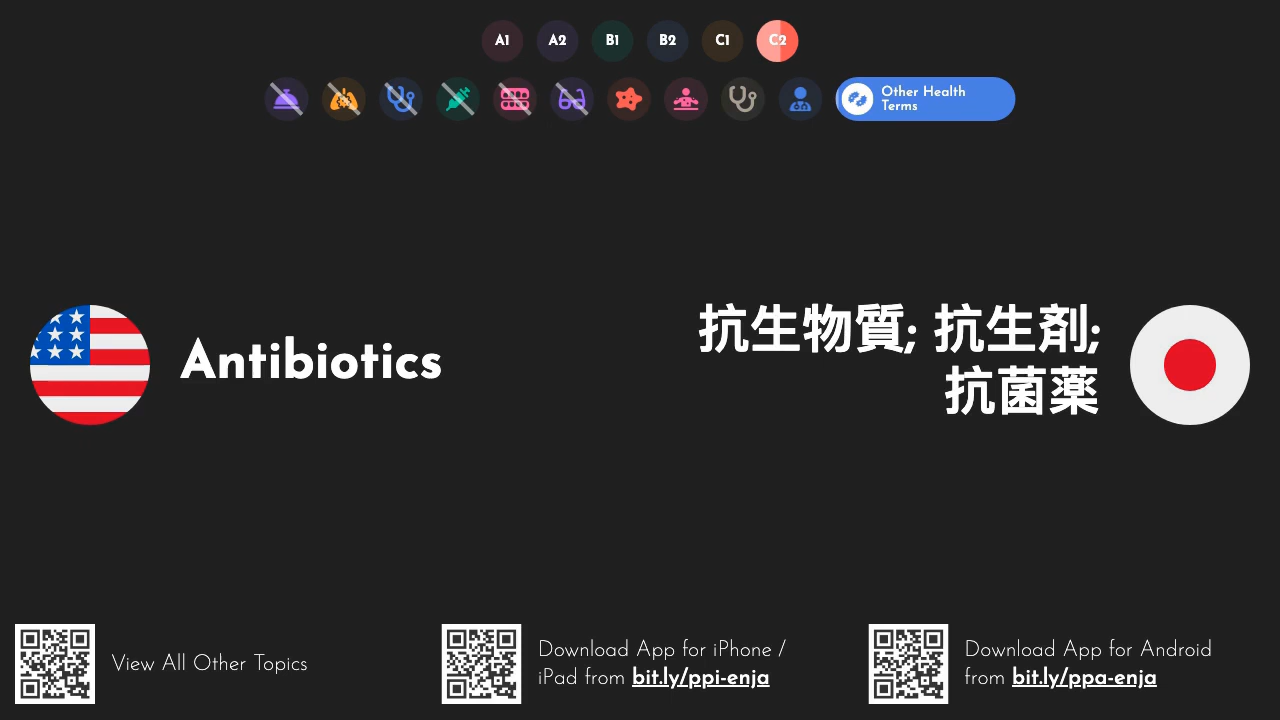 A1 A2 B1 B2 C1 C2
Other Health
Terms
Antibiotics
抗生物質; 抗生剤;
抗菌薬
View All Other Topics
Download App for iPhone /
iPad from bit.ly/ppi-enja
Download App for Android
from bit.ly/ppa-enja